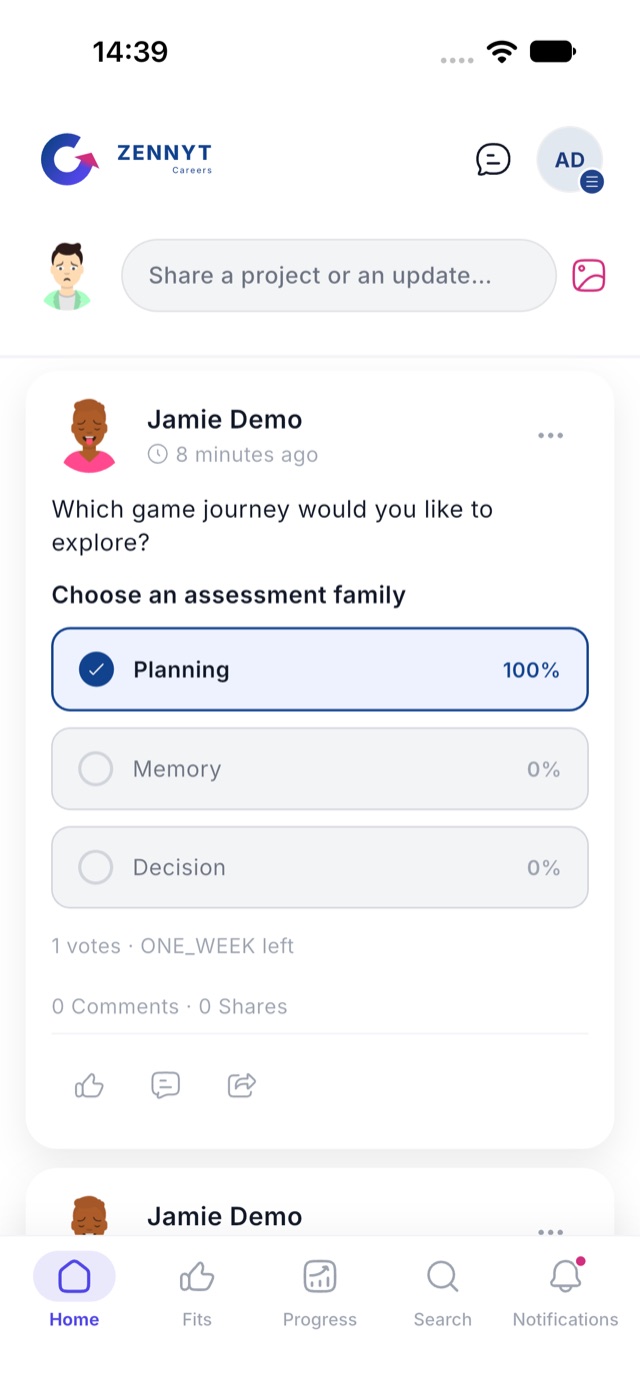 14:39
ZENNYT
Careers
AD
Share a project or an update...
Jamie Demo
8 minutes ago
Which game journey would you like to
explore?
Choose an assessment family
Planning 100%
Memory 0%
Decision 0%
1 votes · ONE_WEEK left
0 Comments · 0 Shares
Jamie Demo
Home Fits Progress Search Notifications